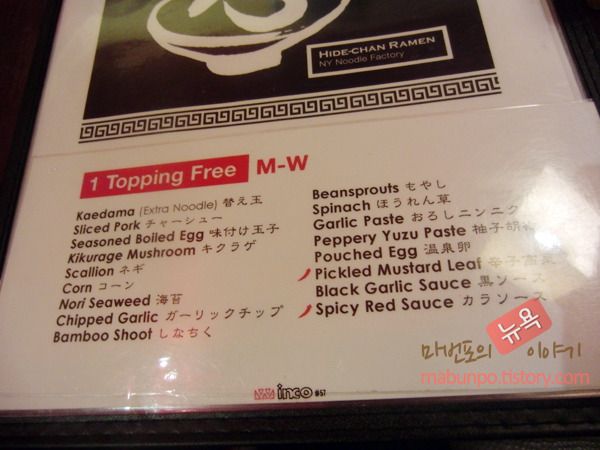 HIDE-CHAN RAMEN
NY Noodle Factory
1 Topping Free M-W
Kaedama (Extra Noodle) 替え玉
Sliced Pork チャーシュー
Seasoned Boiled Egg 味付け玉子
Kikurage Mushroom キクラゲ
Scallion ネギ
Corn コーン
Nori Seaweed 海苔
Chipped Garlic ガーリックチップ
Bamboo Shoot しなちく
Beansprouts もやし
Spinach ほうれん草
Garlic Paste おろしニンニク
Peppery Yuzu Paste 柚子胡椒
Pouched Egg 温泉卵
Pickled Mustard Leaf 辛子高菜
Black Garlic Sauce 黒ソース
Spicy Red Sauce カラソース
마번포의 뉴욕 이야기
mabunpo.tistory.com
inco #57